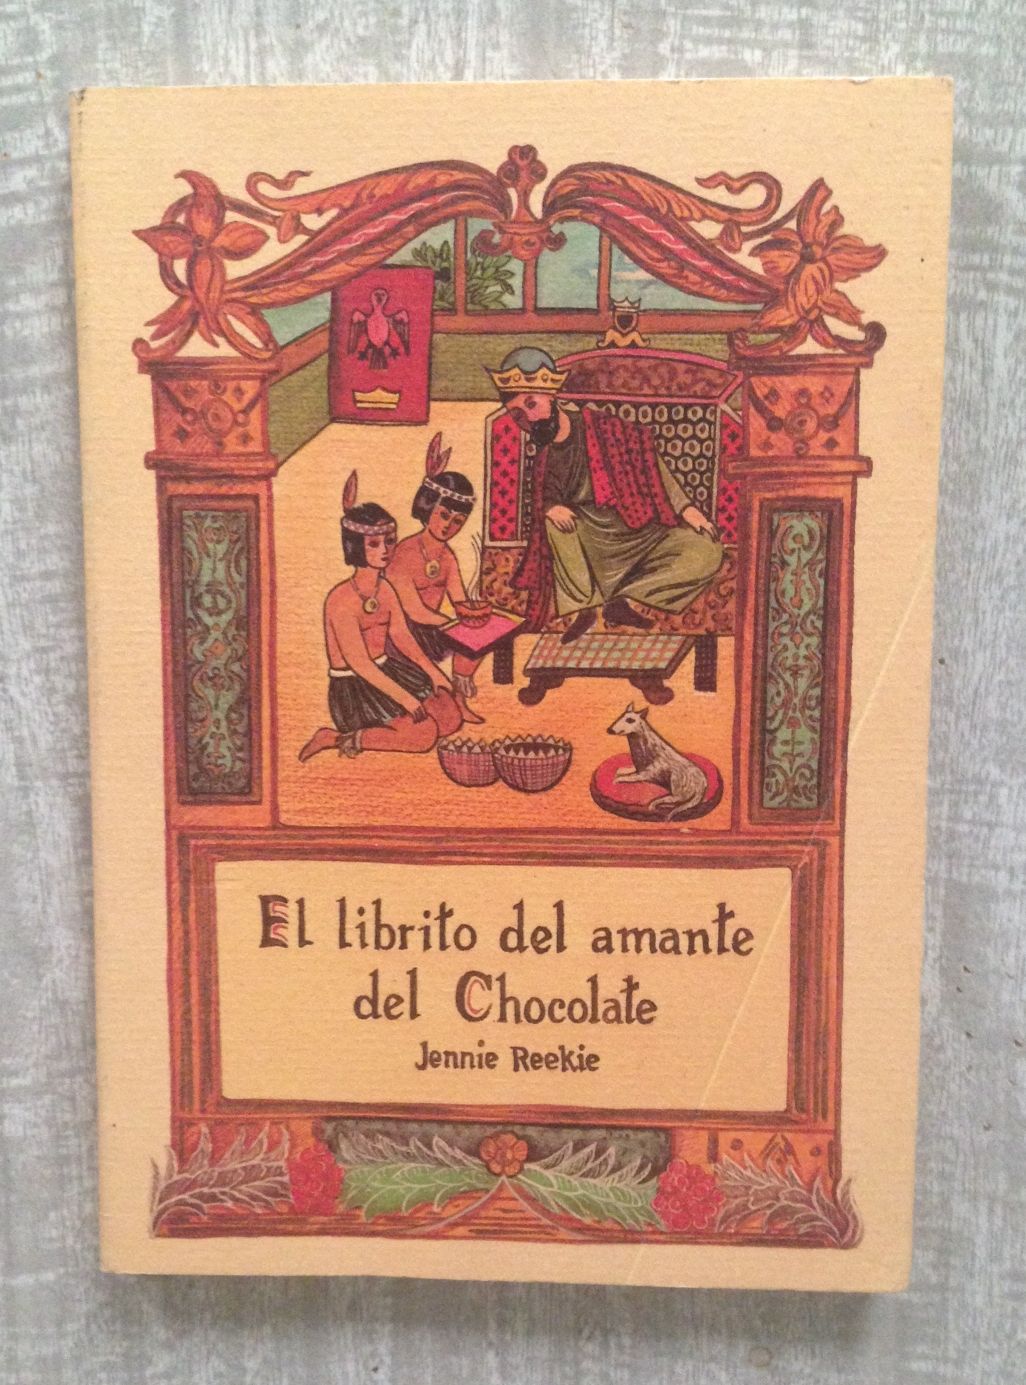 El librito del amante
del Chocolate
Jennie Reekie